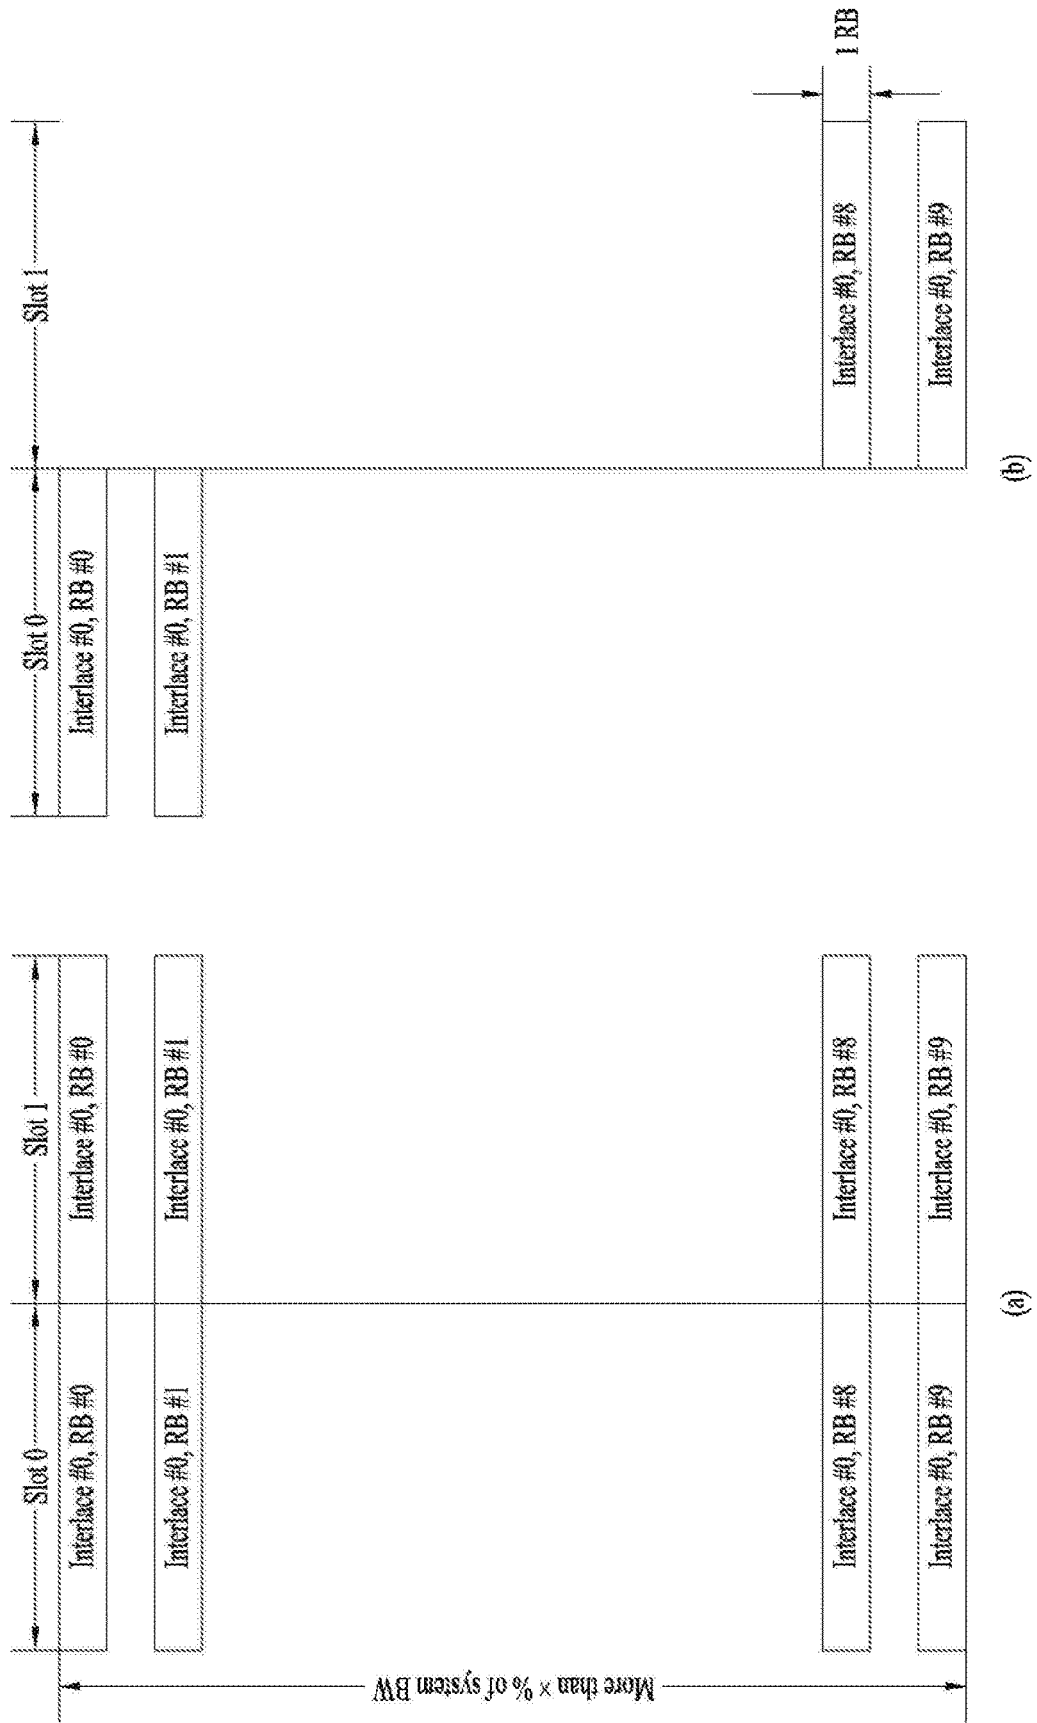 More than × % of system BW
Slot 0
Slot 1
Interlace #0, RB #0
Interlace #0, RB #0
Interlace #0, RB #1
Interlace #0, RB #1
Interlace #0, RB #8
Interlace #0, RB #8
Interlace #0, RB #9
Interlace #0, RB #9
(a)
Slot 0
Slot 1
Interlace #0, RB #0
Interlace #0, RB #1
Interlace #0, RB #8
1 RB
Interlace #0, RB #9
(b)